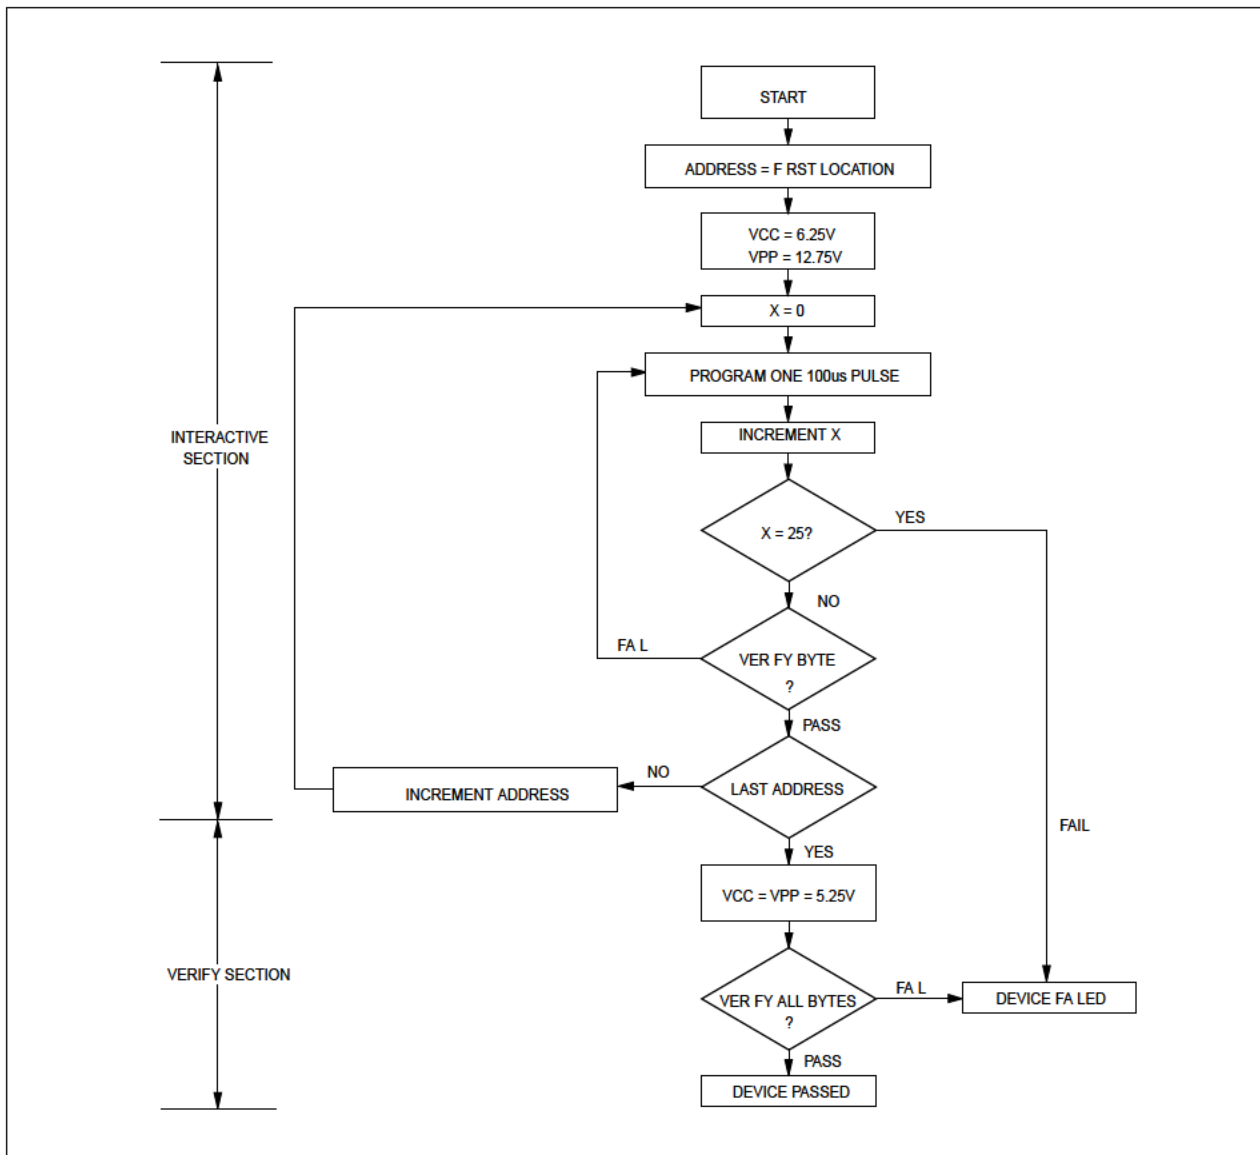 START
ADDRESS = F RST LOCATION
VCC = 6.25V
VPP = 12.75V
X = 0
PROGRAM ONE 100us PULSE
INCREMENT X
INTERACTIVE
SECTION
X = 25?
YES
NO
FA L
VER FY BYTE
?
PASS
NO
INCREMENT ADDRESS
LAST ADDRESS
FAIL
YES
VCC = VPP = 5.25V
VERIFY SECTION
VER FY ALL BYTES
?
FA L
DEVICE FA LED
PASS
DEVICE PASSED